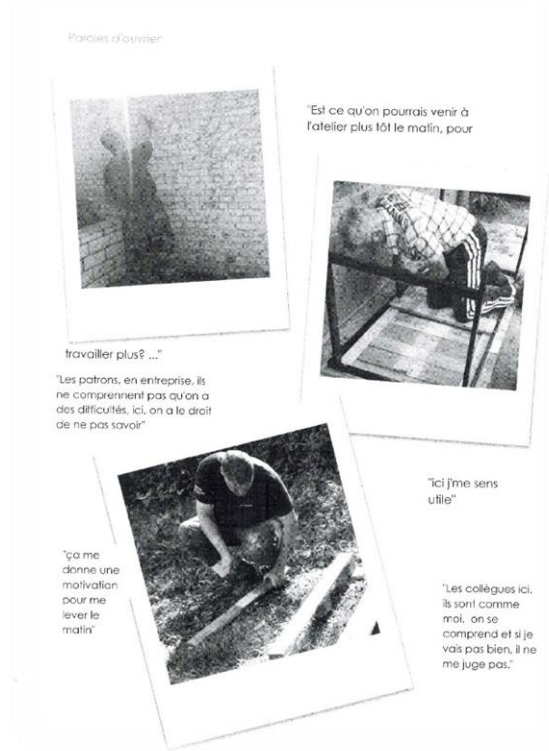 Paroles d'ouvrier
"Est ce qu'on pourrais venir à
l'atelier plus tôt le matin, pour
travailler plus? ..."
"Les patrons, en entreprise, ils
ne comprennent pas qu'on a
des difficultés, ici, on a le droit
de ne pas savoir"
"ici j'me sens
utile"
"ça me
donne une
motivation
pour me
lever le
matin"
"Les collègues ici,
ils sont comme
moi, on se
comprend et si je
vais pas bien, il ne
me juge pas."